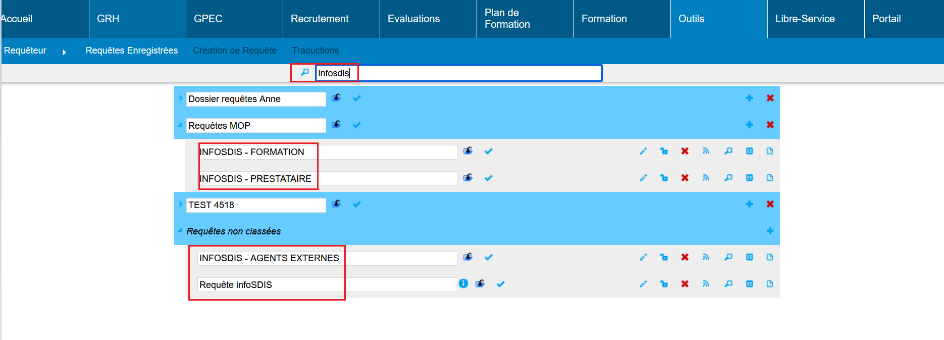 Accueil
GRH
GPEC
Recrutement
Evaluations
Plan de
Formation
Formation
Outils
Libre-Service
Portail
Requêteur
Requêtes Enregistrées
Création de Requête
Traductions
Infosdis
Dossier requêtes Anne
Requêtes MOP
INFOSDIS - FORMATION
INFOSDIS - PRESTATAIRE
TEST 4518
Requêtes non classées
INFOSDIS - AGENTS EXTERNES
Requête infoSDIS